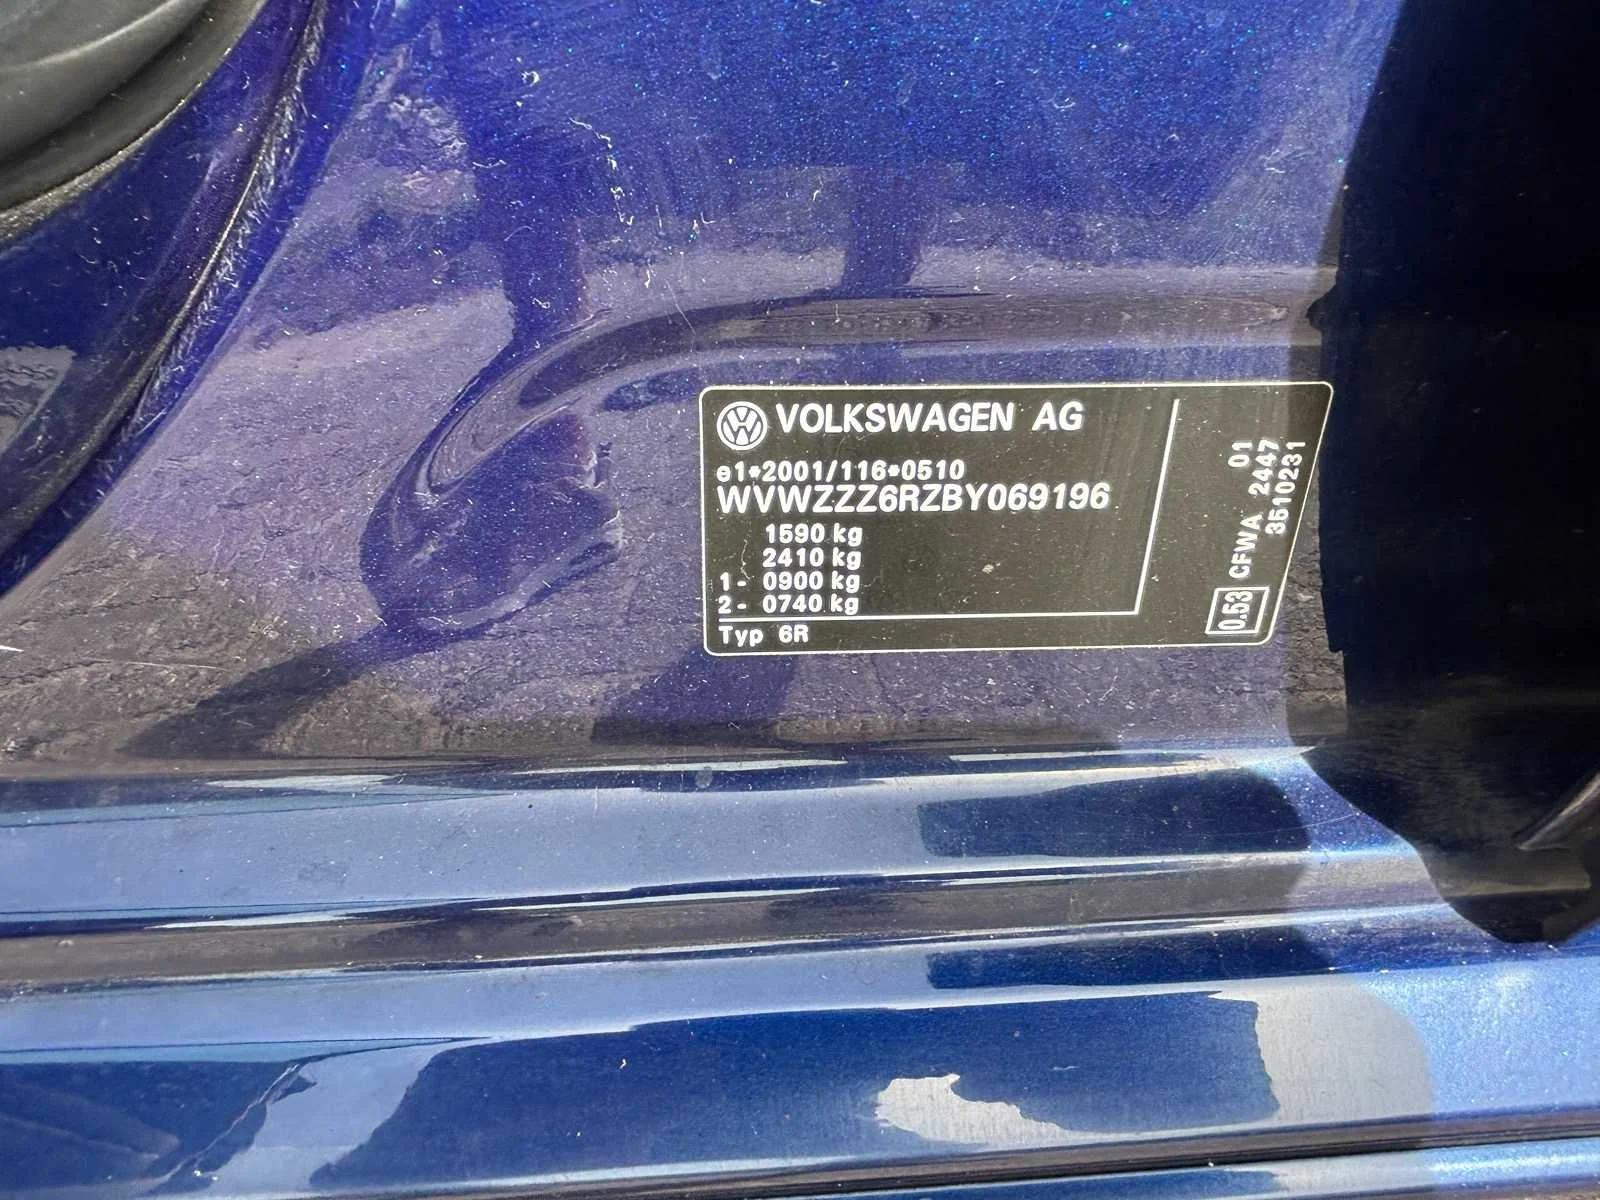 VOLKSWAGEN AG
e1*2001/116*0510
WVWZZZ6RZBY069196
1590 kg
2410 kg
1- 0900 kg
2- 0740 kg
Typ 6R
0.53 CFWA 2447 01
3510231